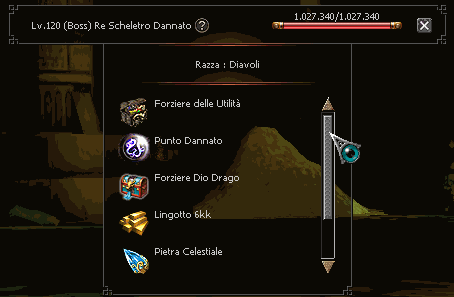 Lv.120 (Boss) Re Scheletro Dannato ?
1.027.340/1.027.340
Razza : Diavoli
Forziere delle Utilità
Punto Dannato
Forziere Dio Drago
Lingotto 6kk
Pietra Celestiale